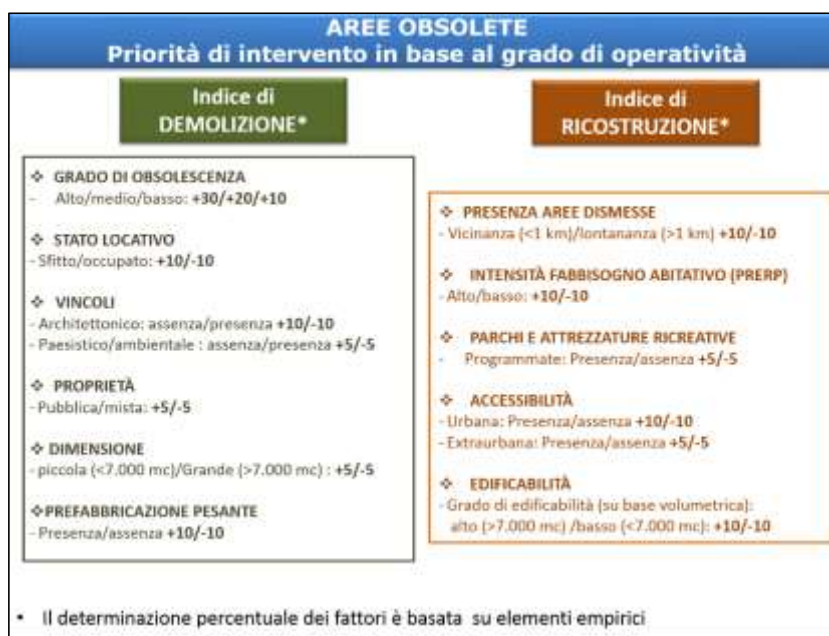 AREE OBSOLETE
Priorità di intervento in base al grado di operatività
Indice di
DEMOLIZIONE*
❖ GRADO DI OBSOLESCENZA
- Alto/medio/basso: +30/+20/+10
❖ STATO LOCATIVO
- Sfitto/occupato: +10/-10
❖ VINCOLI
- Architettonico: assenza/presenza +10/-10
- Paesistico/ambientale : assenza/presenza +5/-5
❖ PROPRIETÀ
- Pubblica/mista: +5/-5
❖ DIMENSIONE
- piccola (<7.000 mc)/Grande (>7.000 mc) : +5/-5
❖PREFABBRICAZIONE PESANTE
- Presenza/assenza +10/-10
Indice di
RICOSTRUZIONE*
❖ PRESENZA AREE DISMESSE
- Vicinanza (<1 km)/lontananza (>1 km) +10/-10
❖ INTENSITÀ FABBISOGNO ABITATIVO (PRERP)
- Alto/basso: +10/-10
❖ PARCHI E ATTREZZATURE RICREATIVE
- Programmate: Presenza/assenza +5/-5
❖ ACCESSIBILITÀ
- Urbana: Presenza/assenza +10/-10
- Extraurbana: Presenza/assenza +5/-5
❖ EDIFICABILITÀ
- Grado di edificabilità (su base volumetrica):
alto (>7.000 mc) /basso (<7.000 mc): +10/-10
• Il determinazione percentuale dei fattori è basata su elementi empirici